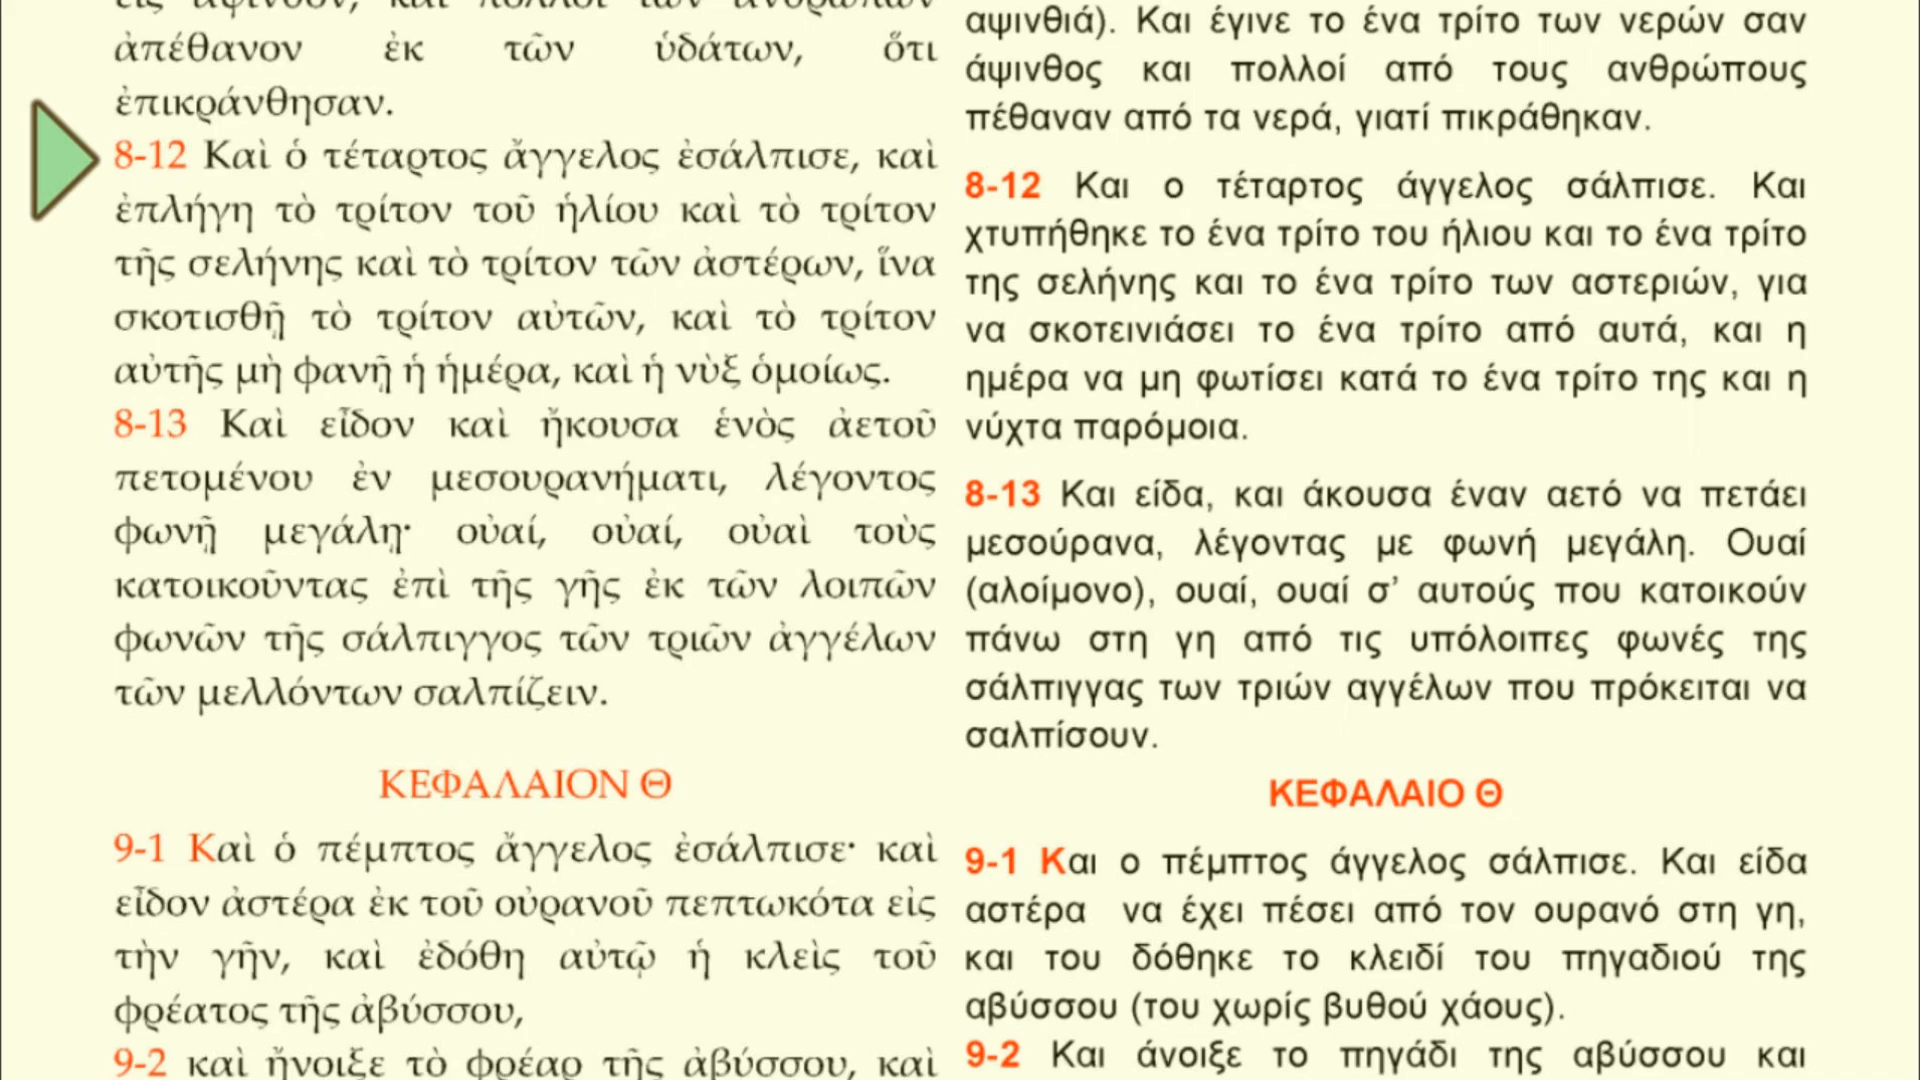 εἰς ἄψινθον, καὶ πολλοὶ τῶν ἀνθρώπων
ἀπέθανον ἐκ τῶν ὑδάτων, ὅτι
ἐπικράνθησαν.
8-12 Καὶ ὁ τέταρτος ἄγγελος ἐσάλπισε, καὶ
ἐπλήγη τὸ τρίτον τοῦ ἡλίου καὶ τὸ τρίτον
τῆς σελήνης καὶ τὸ τρίτον τῶν ἀστέρων, ἵνα
σκοτισθῇ τὸ τρίτον αὐτῶν, καὶ τὸ τρίτον
αὐτῆς μὴ φανῇ ἡ ἡμέρα, καὶ ἡ νὺξ ὁμοίως.
8-13 Καὶ εἶδον καὶ ἤκουσα ἑνὸς ἀετοῦ
πετομένου ἐν μεσουρανήματι, λέγοντος
φωνῇ μεγάλῃ· οὐαί, οὐαί, οὐαὶ τοὺς
κατοικοῦντας ἐπὶ τῆς γῆς ἐκ τῶν λοιπῶν
φωνῶν τῆς σάλπιγγος τῶν τριῶν ἀγγέλων
τῶν μελλόντων σαλπίζειν.
ΚΕΦΑΛΑΙΟΝ Θ
9-1 Καὶ ὁ πέμπτος ἄγγελος ἐσάλπισε· καὶ
εἶδον ἀστέρα ἐκ τοῦ οὐρανοῦ πεπτωκότα εἰς
τὴν γῆν, καὶ ἐδόθη αὐτῷ ἡ κλεὶς τοῦ
φρέατος τῆς ἀβύσσου,
9-2 καὶ ἤνοιξε τὸ φρέαρ τῆς ἀβύσσου, καὶ
αψινθιά). Και έγινε το ένα τρίτο των νερών σαν
άψινθος και πολλοί από τους ανθρώπους
πέθαναν από τα νερά, γιατί πικράθηκαν.
8-12 Και ο τέταρτος άγγελος σάλπισε. Και
χτυπήθηκε το ένα τρίτο του ήλιου και το ένα τρίτο
της σελήνης και το ένα τρίτο των αστεριών, για
να σκοτεινιάσει το ένα τρίτο από αυτά, και η
ημέρα να μη φωτίσει κατά το ένα τρίτο της και η
νύχτα παρόμοια.
8-13 Και είδα, και άκουσα έναν αετό να πετάει
μεσούρανα, λέγοντας με φωνή μεγάλη. Ουαί
(αλοίμονο), ουαί, ουαί σ’ αυτούς που κατοικούν
πάνω στη γη από τις υπόλοιπες φωνές της
σάλπιγγας των τριών αγγέλων που πρόκειται να
σαλπίσουν.
ΚΕΦΑΛΑΙΟ Θ
9-1 Και ο πέμπτος άγγελος σάλπισε. Και είδα
αστέρα να έχει πέσει από τον ουρανό στη γη,
και του δόθηκε το κλειδί του πηγαδιού της
αβύσσου (του χωρίς βυθού χάους).
9-2 Και άνοιξε το πηγάδι της αβύσσου και